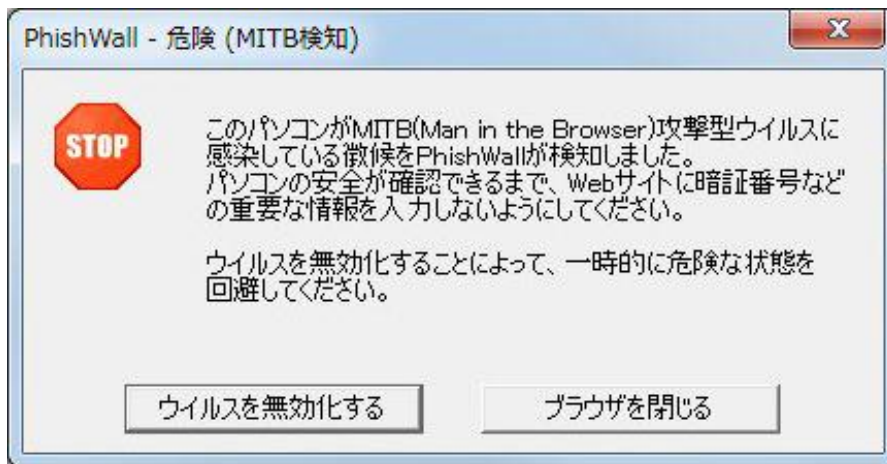 PhishWall - 危険 (MITB検知)
STOP
このパソコンがMITB(Man in the Browser)攻撃型ウイルスに
感染している徴候をPhishWallが検知しました。
パソコンの安全が確認できるまで、Webサイトに暗証番号など
の重要な情報を入力しないようにしてください。
ウイルスを無効化することによって、一時的に危険な状態を
回避してください。
ウイルスを無効化する
ブラウザを閉じる